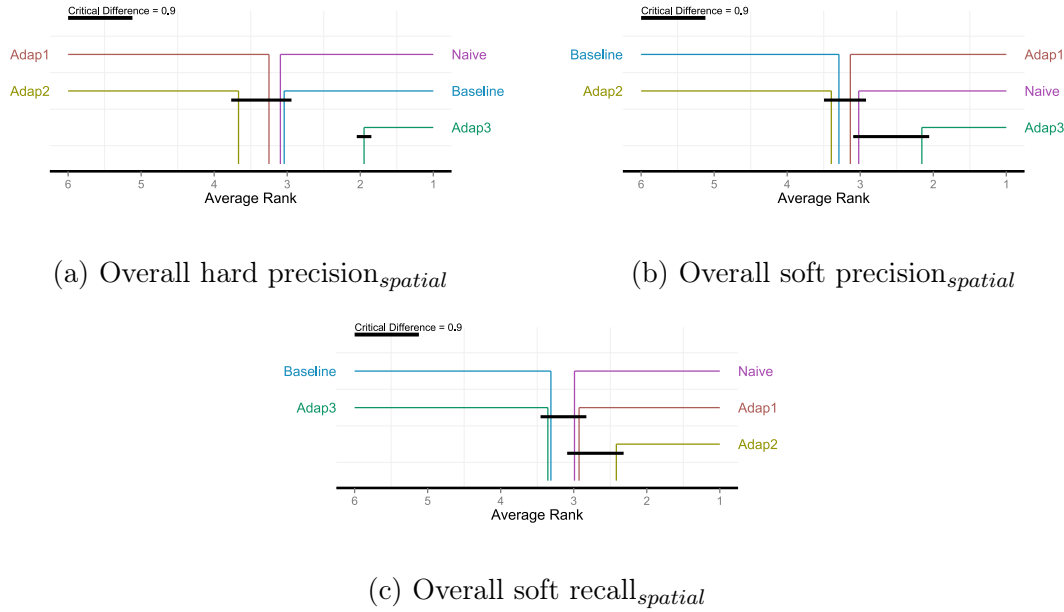 Critical Difference = 0.9
Adap1
Naive
Adap2
Baseline
Adap3
6 5 4 3 2 1
Average Rank
(a) Overall hard precision_spatial
Critical Difference = 0.9
Baseline
Adap1
Adap2
Naive
Adap3
6 5 4 3 2 1
Average Rank
(b) Overall soft precision_spatial
Critical Difference = 0.9
Baseline
Naive
Adap3
Adap1
Adap2
6 5 4 3 2 1
Average Rank
(c) Overall soft recall_spatial